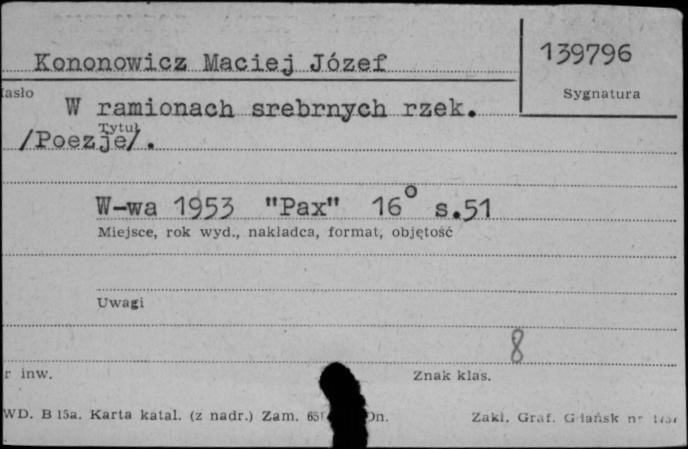 Kononowicz Maciej Józef
139796
Sygnatura
W ramionach srebrnych rzek.
Tytuł
/Poezje/.
W-wa 1953 "Pax" 16° s.51
Miejsce, rok wyd., nakładca, format, objętość
Uwagi
8
inw.
Znak klas.
WD. B 15a. Karta katal. (z nadr.) Zam.
Zakł. Graf. Gdańsk nr